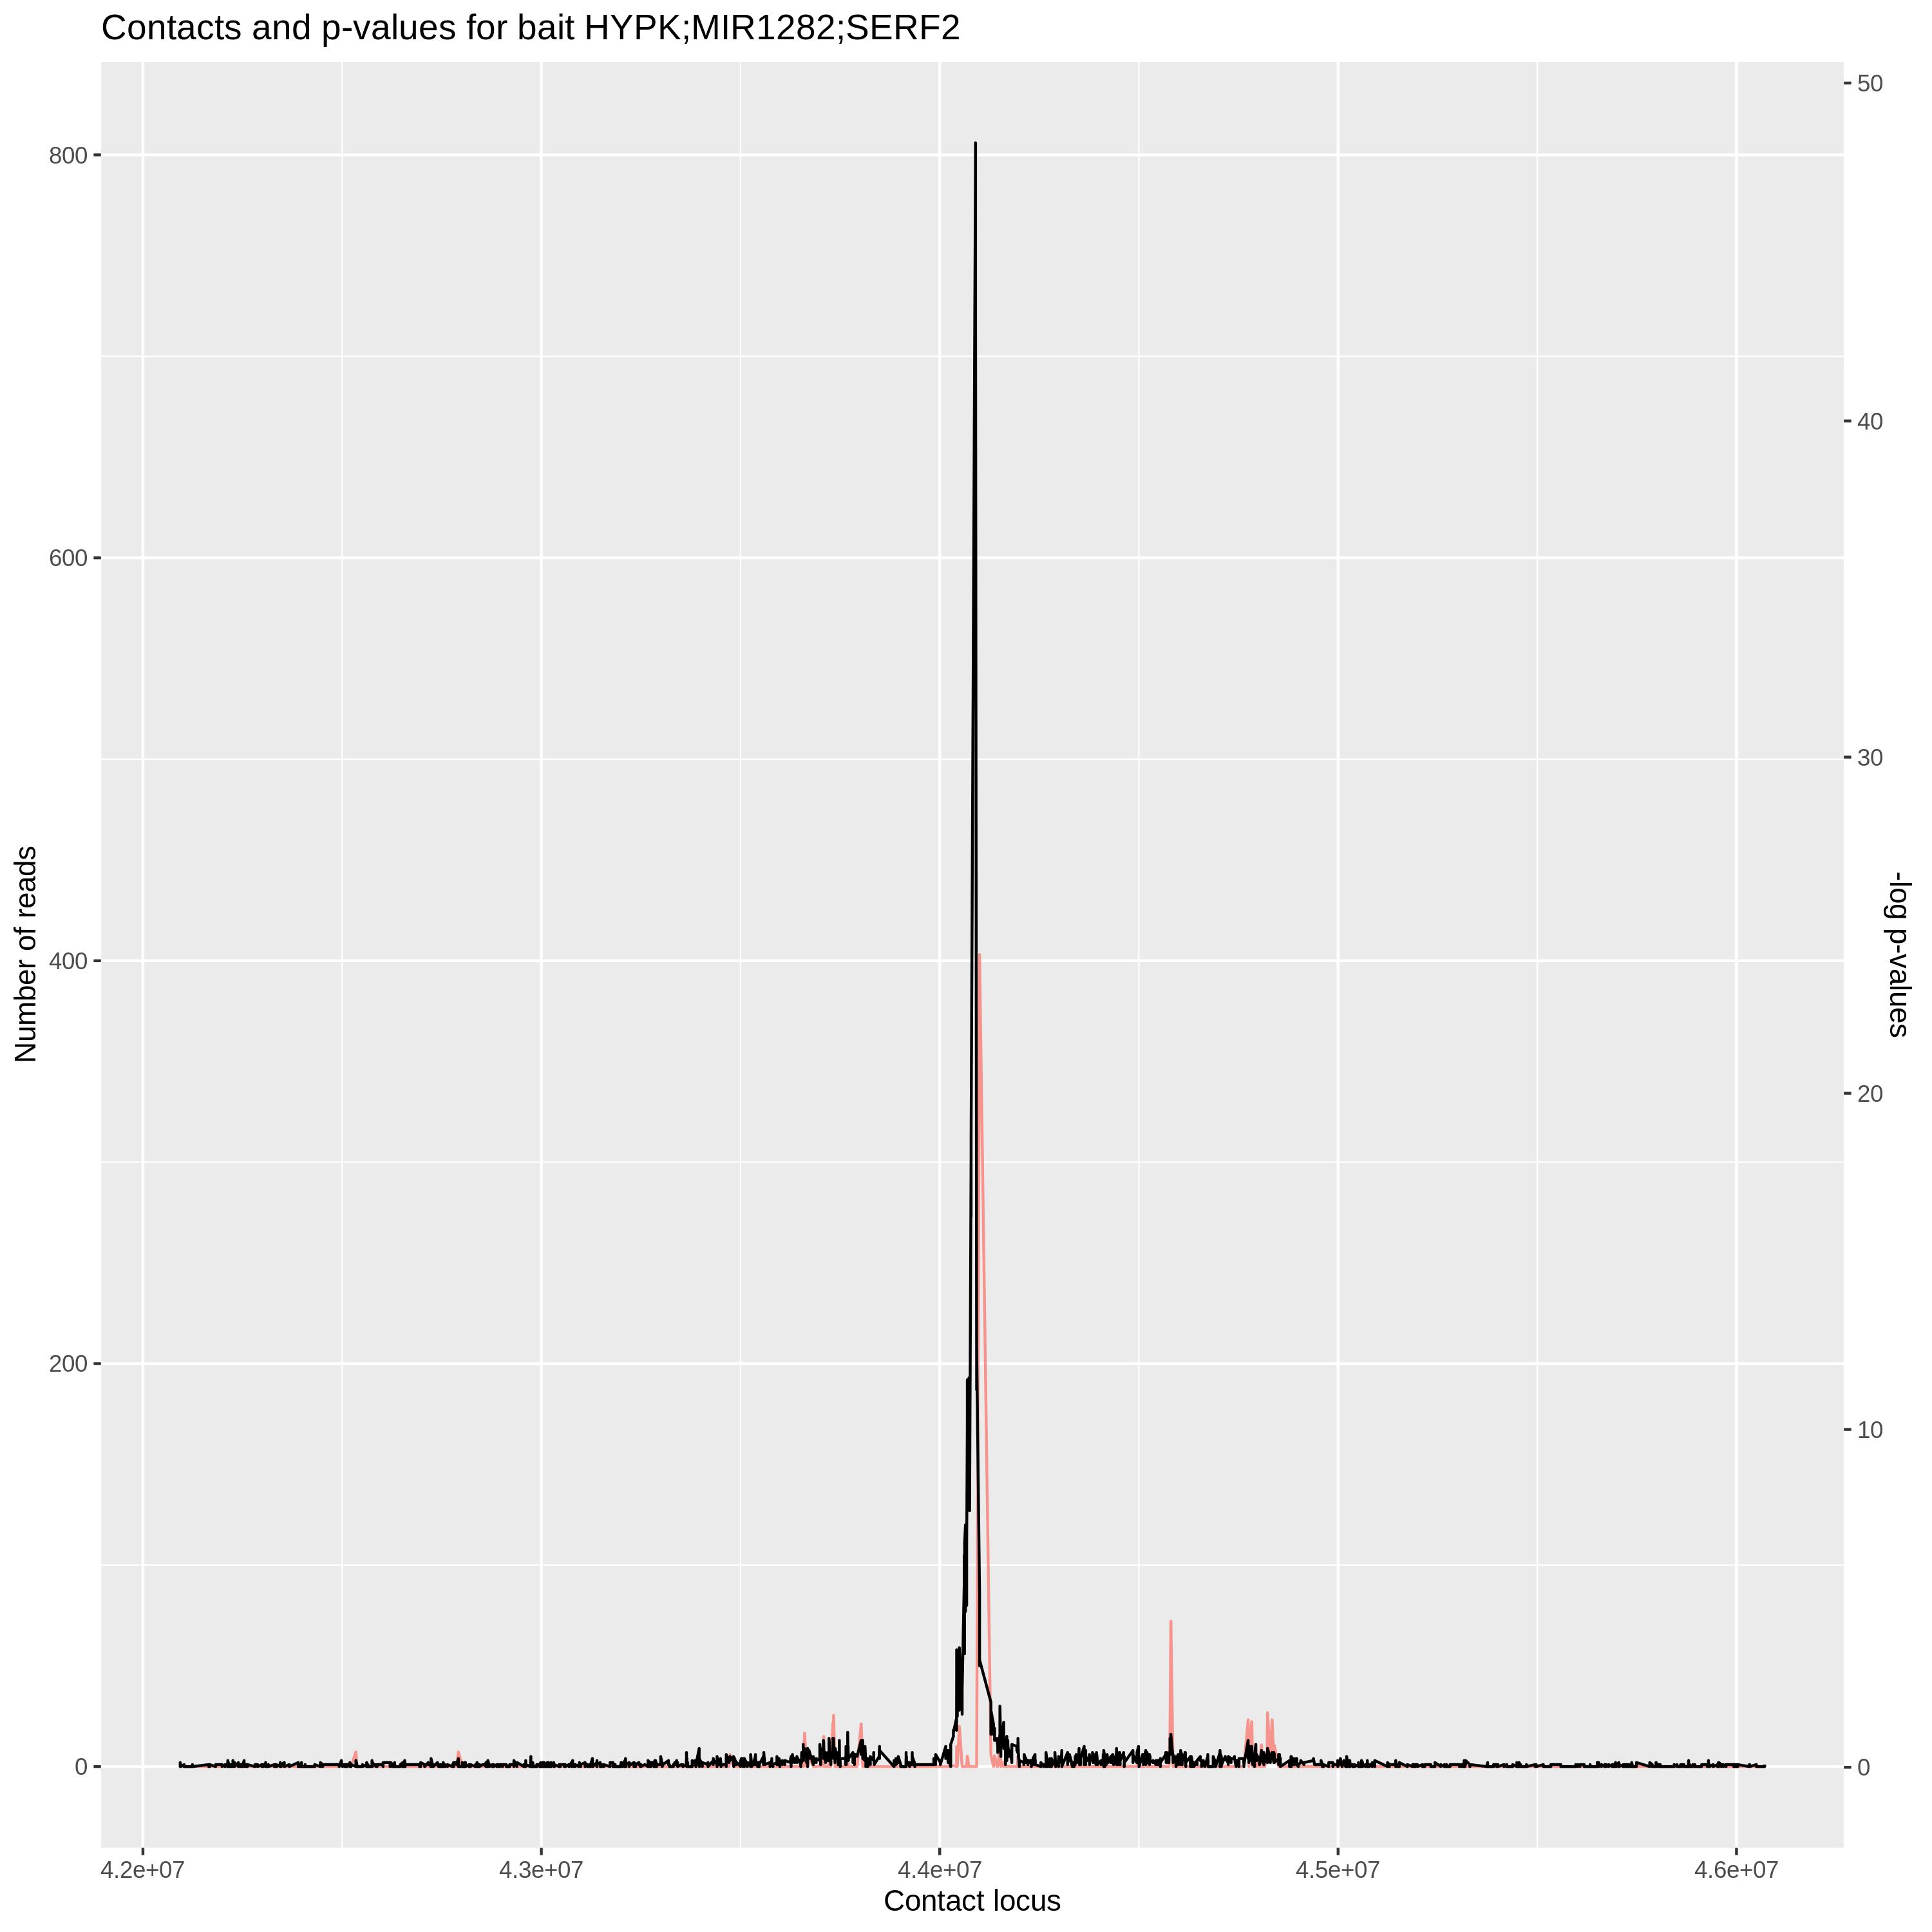 Contacts and p-values for bait HYPK;MIR1282;SERF2
50
800
40
600
30
Number of reads
-log p-values
400
20
200
10
0
0
4.2e+07
4.3e+07
4.4e+07
4.5e+07
4.6e+07
Contact locus